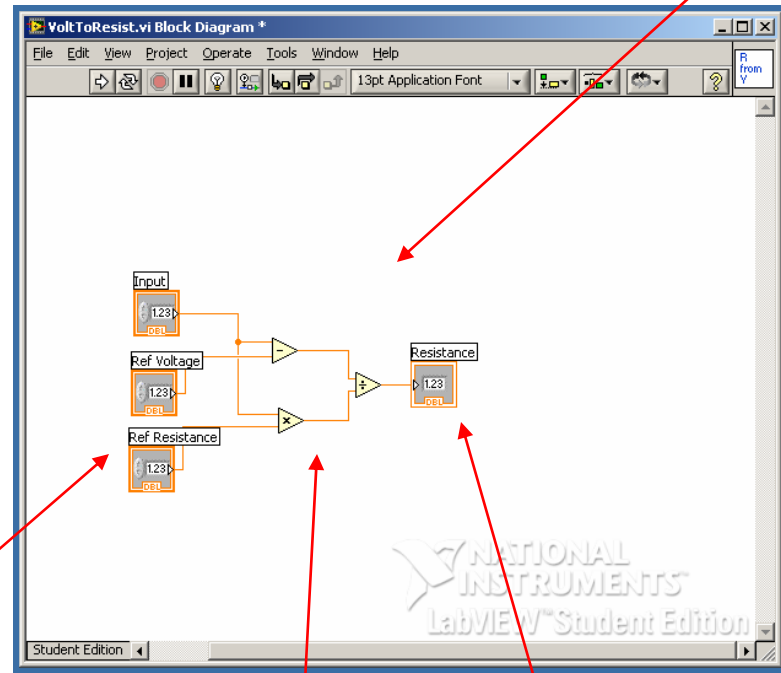 VoltToResist.vi Block Diagram *
File Edit View Project Operate Tools Window Help
13pt Application Font
R
from
V
Input
1.23
DBL
Ref Voltage
1.23
DBL
Ref Resistance
1.23
DBL
Resistance
1.23
DBL
NATIONAL
INSTRUMENTS™
LabVIEW™ Student Edition
Student Edition